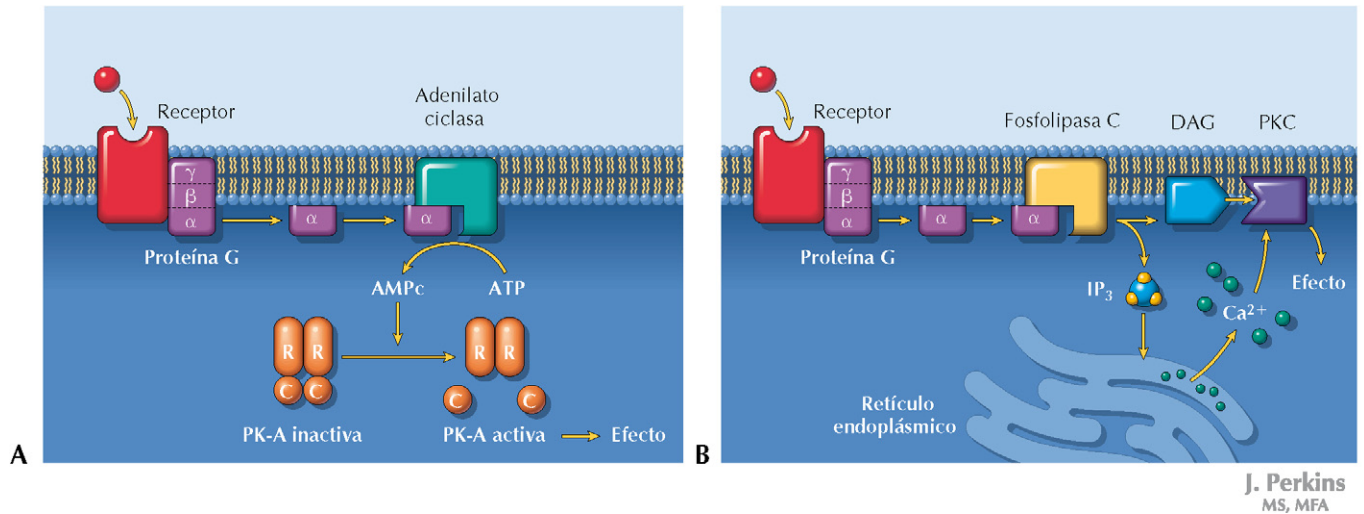 Receptor
Adenilato
ciclasa
γ
β
α
α
α
Proteína G
AMPc
ATP
R
R
R
R
C
C
C
C
PK-A inactiva
PK-A activa
Efecto
A
Receptor
Fosfolipasa C
DAG
PKC
γ
β
α
α
α
Proteína G
IP₃
Ca²⁺
Efecto
Retículo
endoplásmico
B
J. Perkins
MS, MFA